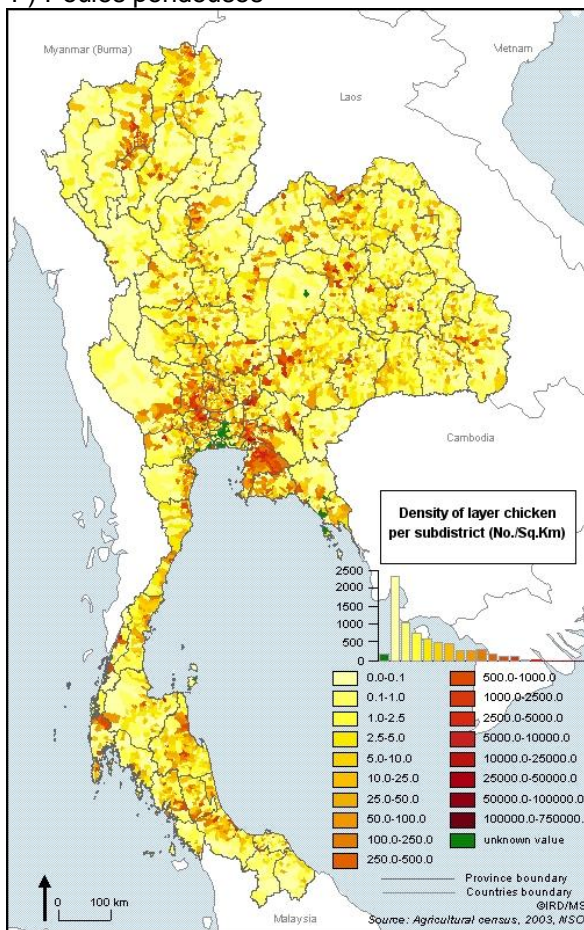 Myanmar (Burma)
Vietnam
Laos
Cambodia
Density of layer chicken
per subdistrict (No./Sq.Km)
2500
2000
1500
1000
500
0
0.0-0.1
0.1-1.0
1.0-2.5
2.5-5.0
5.0-10.0
10.0-25.0
25.0-50.0
50.0-100.0
100.0-250.0
250.0-500.0
500.0-1000.0
1000.0-2500.0
2500.0-5000.0
5000.0-10000.0
10000.0-25000.0
25000.0-50000.0
50000.0-100000.0
100000.0-750000.
unknown value
Province boundary
Countries boundary
©IRD/MS
Source: Agricultural census, 2003, NSO
0 100 km
Malaysia